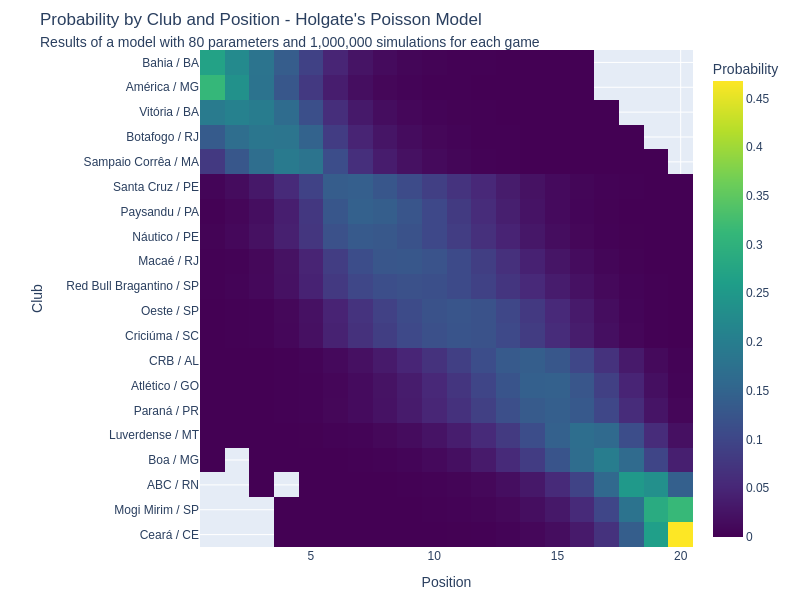 Probability by Club and Position - Holgate's Poisson Model
Results of a model with 80 parameters and 1,000,000 simulations for each game
Bahia / BA
América / MG
Vitória / BA
Botafogo / RJ
Sampaio Corrêa / MA
Santa Cruz / PE
Paysandu / PA
Náutico / PE
Macaé / RJ
Red Bull Bragantino / SP
Oeste / SP
Criciúma / SC
CRB / AL
Atlético / GO
Paraná / PR
Luverdense / MT
Boa / MG
ABC / RN
Mogi Mirim / SP
Ceará / CE
Club
5
10
15
20
Position
Probability
0.45
0.4
0.35
0.3
0.25
0.2
0.15
0.1
0.05
0